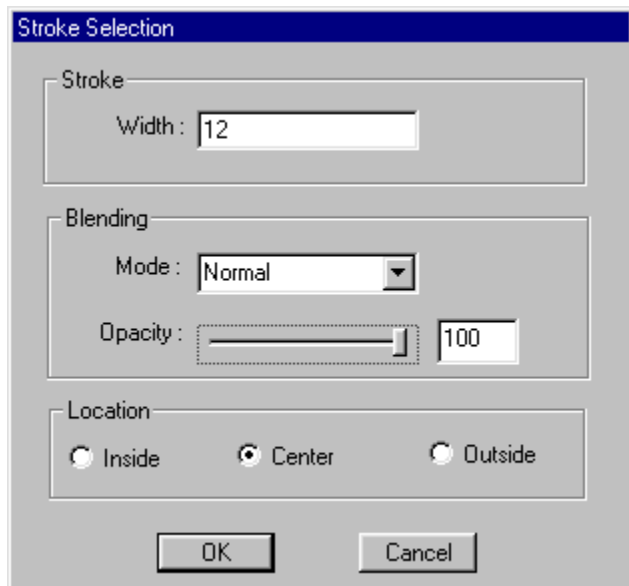 Stroke Selection
Stroke
Width : 12
Blending
Mode : Normal
Opacity : 100
Location
Inside Center Outside
OK Cancel